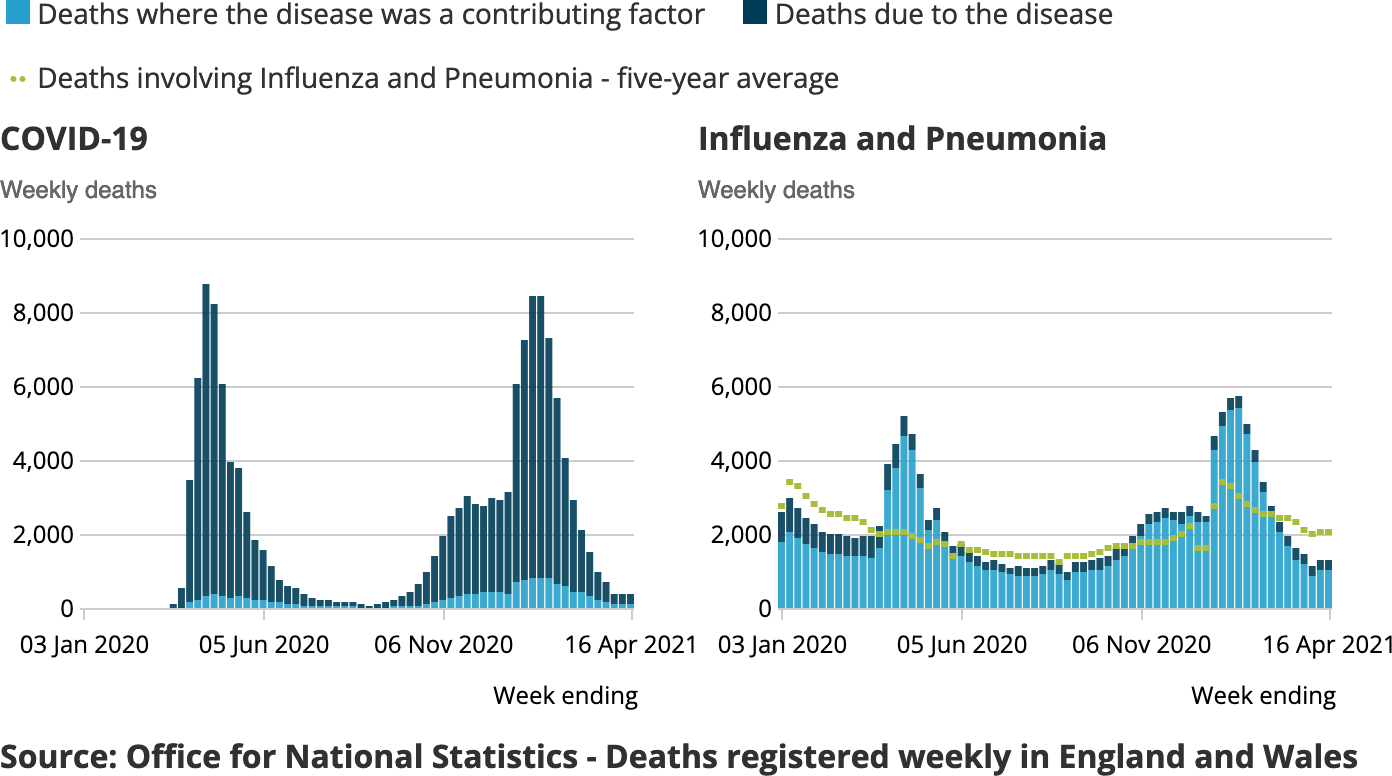 Deaths where the disease was a contributing factor
Deaths due to the disease
Deaths involving Influenza and Pneumonia - five-year average
COVID-19
Weekly deaths
10,000
8,000
6,000
4,000
2,000
0
03 Jan 2020
05 Jun 2020
06 Nov 2020
16 Apr 2021
Week ending
Influenza and Pneumonia
Weekly deaths
10,000
8,000
6,000
4,000
2,000
0
03 Jan 2020
05 Jun 2020
06 Nov 2020
16 Apr 2021
Week ending
Source: Office for National Statistics - Deaths registered weekly in England and Wales